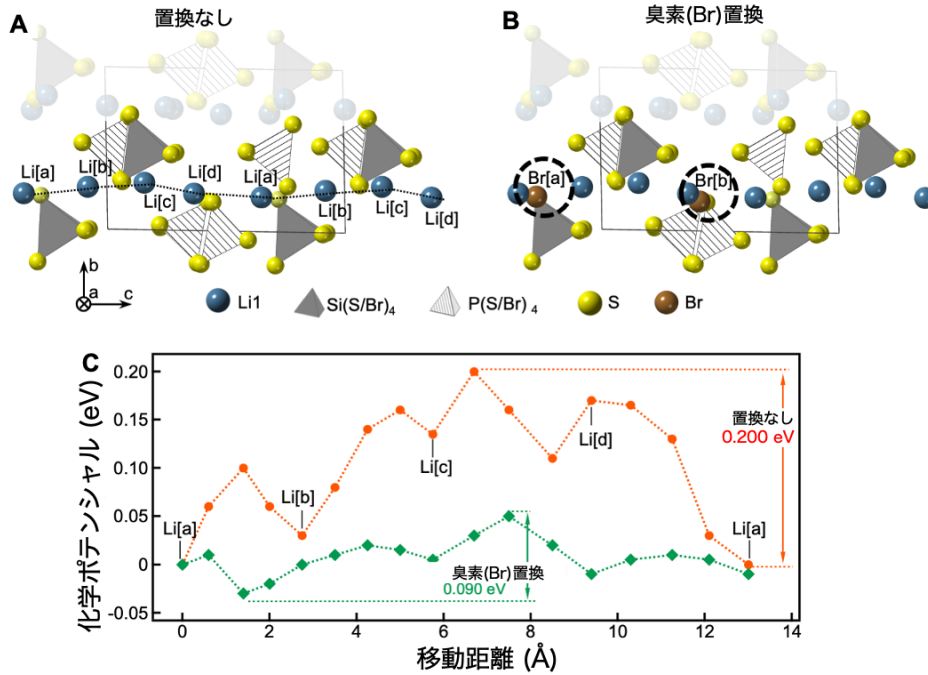 A
置換なし
Li[a]
Li[b]
Li[c]
Li[d]
Li[a]
Li[b]
Li[c]
Li[d]
B
臭素(Br)置換
Br[a]
Br[b]
b
a
c
Li1
Si(S/Br)4
P(S/Br) 4
S
Br
C
化学ポテンシャル (eV)
0.20
0.15
0.10
0.05
0
-0.05
Li[a]
Li[b]
Li[c]
Li[d]
Li[a]
置換なし
0.200 eV
臭素(Br)置換
0.090 eV
0
2
4
6
8
10
12
14
移動距離 (Å)